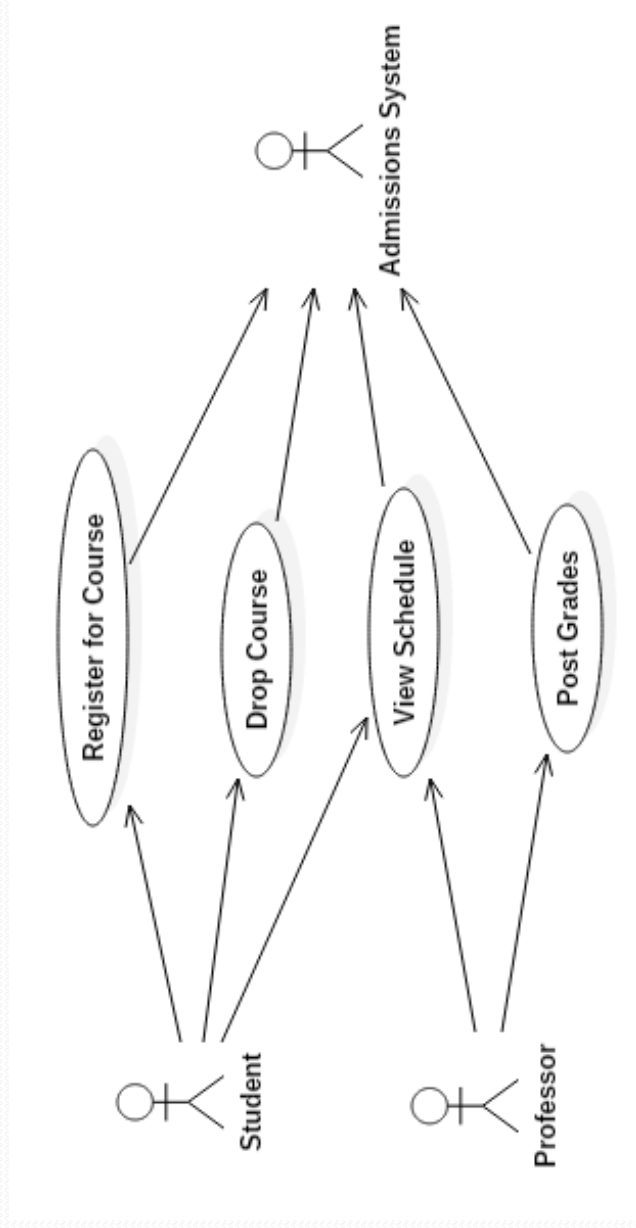 Register for Course
Drop Course
View Schedule
Post Grades
Student
Professor
Admissions System